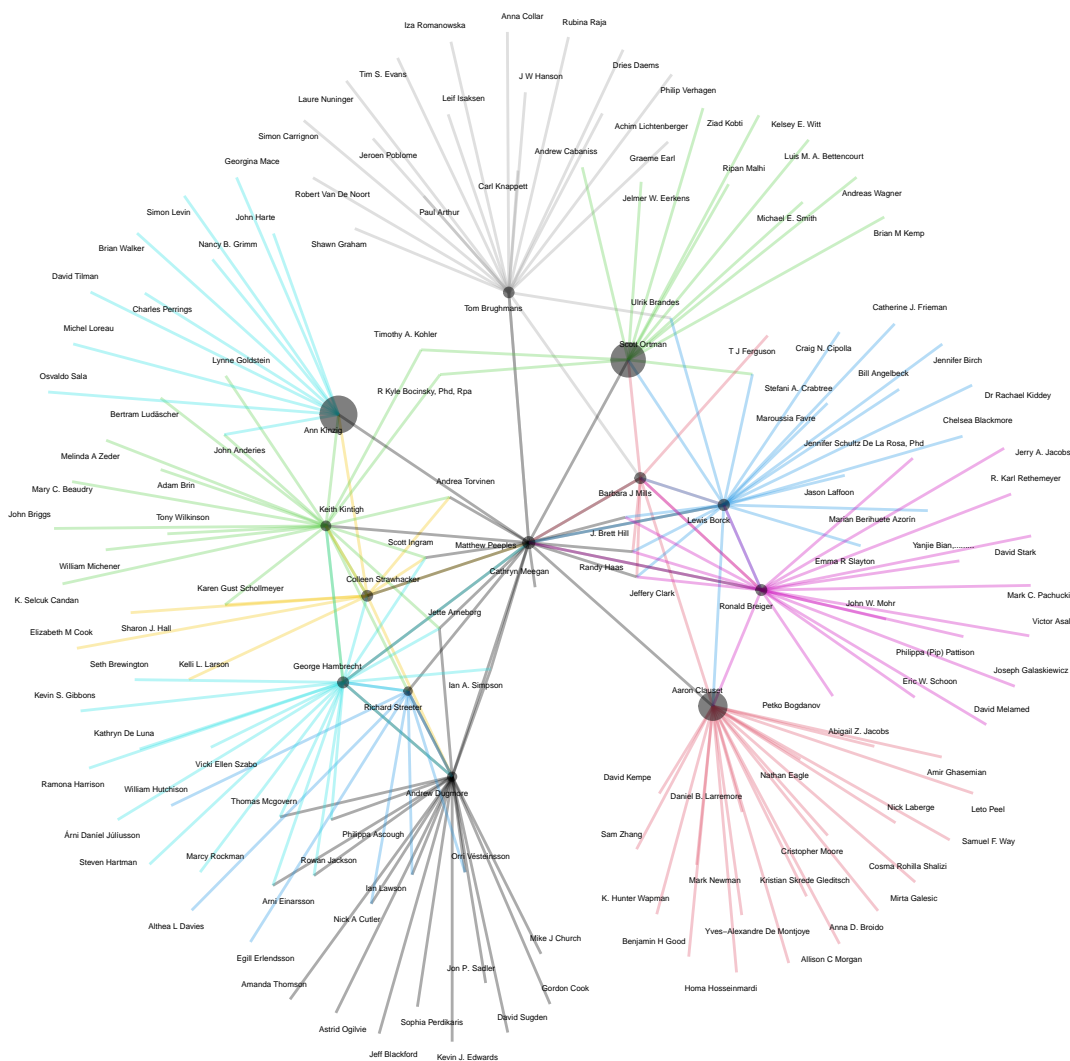 Anna Collar
Rubina Raja
Iza Romanowska
Dries Daems
Tim S. Evans
J W Hanson
Philip Verhagen
Laure Nuninger
Leif Isaksen
Simon Carrignon
Achim Lichtenberger
Ziad Kobti
Kelsey E. Witt
Georgina Mace
Jeroen Poblome
Andrew Cabaniss
Graeme Earl
Luis M. A. Bettencourt
Ripan Malhi
Robert Van De Noort
Carl Knappett
Andreas Wagner
Jelmer W. Eerkens
Simon Levin
John Harte
Paul Arthur
Michael E. Smith
Shawn Graham
Brian M Kemp
Brian Walker
Nancy B. Grimm
David Tilman
Charles Perrings
Tom Brughmans
Ulrik Brandes
Catherine J. Frieman
Michel Loreau
Timothy A. Kohler
Scott Ortman
T J Ferguson
Craig N. Cipolla
Jennifer Birch
Lynne Goldstein
Bill Angelbeck
Osvaldo Sala
R Kyle Bocinsky, Phd, Rpa
Stefani A. Crabtree
Dr Rachael Kiddey
Bertram Ludäscher
Maroussia Favre
Chelsea Blackmore
Ann Kinzig
Jennifer Schultz De La Rosa, Phd
John Anderies
Jerry A. Jacobs
Melinda A Zeder
Andrea Torvinen
R. Karl Rethemeyer
Adam Brin
Barbara J Mills
Jason Laffoon
Mary C. Beaudry
Keith Kintigh
Lewis Borck
Marian Berihuete Azorín
John Briggs
Tony Wilkinson
J. Brett Hill
Scott Ingram
Matthew Peeples
Yanjie Bian,.........
David Stark
William Michener
Emma R Slayton
Cathryn Meegan
Randy Haas
Colleen Strawhacker
Karen Gust Schollmeyer
Jeffery Clark
Mark C. Pachucki
K. Selcuk Candan
Ronald Breiger
John W. Mohr
Elizabeth M Cook
Sharon J. Hall
Jette Arneborg
Victor Asal
Philippa (Pip) Pattison
Seth Brewington
Kelli L. Larson
George Hambrecht
Joseph Galaskiewicz
Ian A. Simpson
Eric W. Schoon
Kevin S. Gibbons
Aaron Clauset
Richard Streeter
Petko Bogdanov
David Melamed
Kathryn De Luna
Abigail Z. Jacobs
Vicki Ellen Szabo
Ramona Harrison
David Kempe
Nathan Eagle
Amir Ghasemian
William Hutchison
Andrew Dugmore
Daniel B. Larremore
Leto Peel
Thomas Mcgovern
Nick Laberge
Árni Daníel Júlíusson
Philippa Ascough
Sam Zhang
Samuel F. Way
Steven Hartman
Marcy Rockman
Rowan Jackson
Orri Vésteinsson
Cristopher Moore
Cosma Rohilla Shalizi
Arni Einarsson
Ian Lawson
Mark Newman
Kristian Skrede Gleditsch
K. Hunter Wapman
Mirta Galesic
Althea L Davies
Nick A Cutler
Yves−Alexandre De Montjoye
Anna D. Broido
Mike J Church
Benjamin H Good
Egill Erlendsson
Allison C Morgan
Jon P. Sadler
Amanda Thomson
Gordon Cook
Homa Hosseinmardi
Sophia Perdikaris
David Sugden
Astrid Ogilvie
Jeff Blackford
Kevin J. Edwards